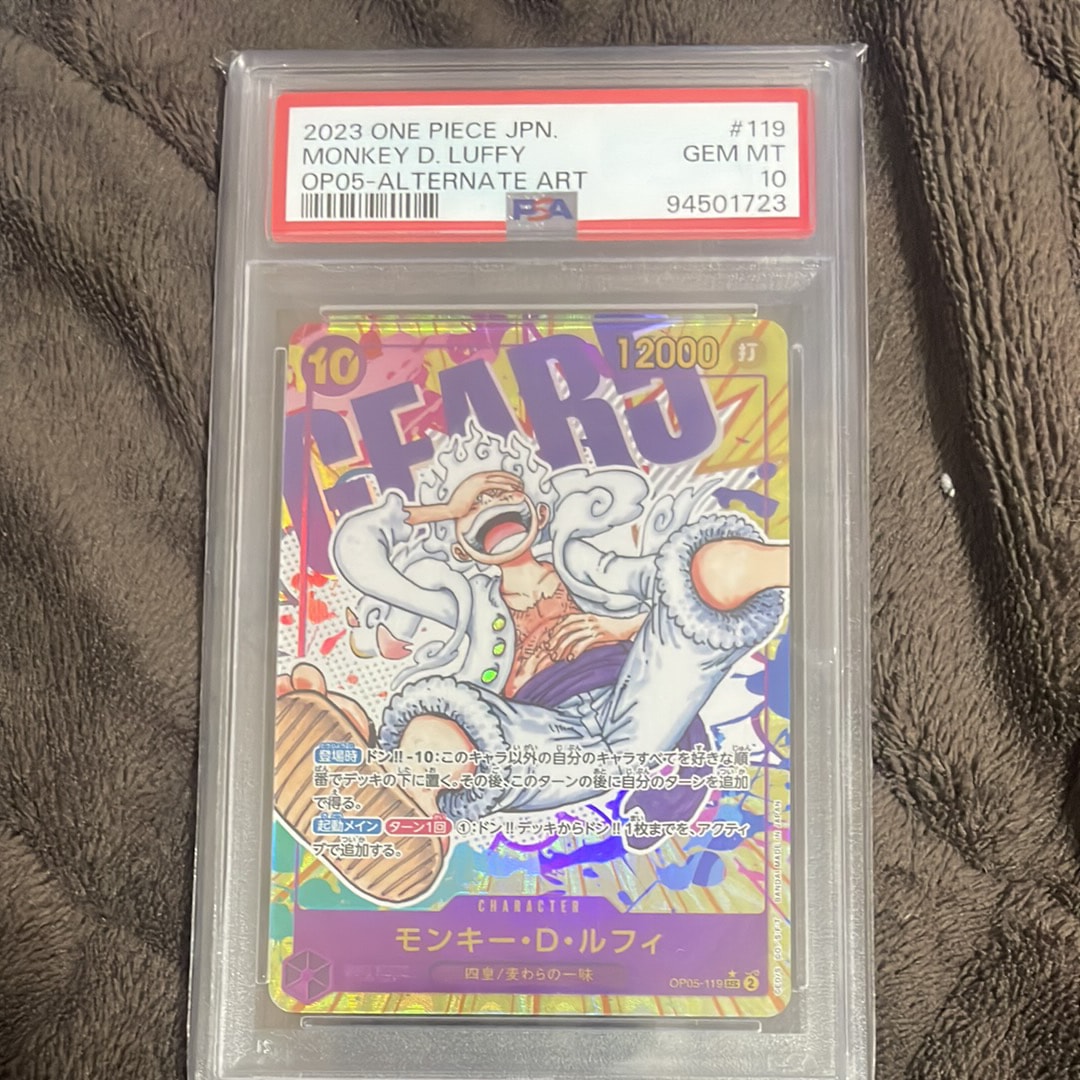 2023 ONE PIECE JPN. #119
MONKEY D. LUFFY GEM MT
OP05-ALTERNATE ART 10
PSA 94501723
10 12000 打
GEAR5
登場時 ドン!!-10:このキャラ以外の自分のキャラすべてを好きな順
番でデッキの下に置く。その後、このターンの後に自分のターンを追加
で得る。
起動メイン ターン1回 ①:ドン!!デッキからドン!!1枚までを、アクティ
ブで追加する。
CHARACTER
モンキー・D・ルフィ
四皇/麦わらの一味
OP05-119 SEC 2
BANDAI MADE IN JAPAN